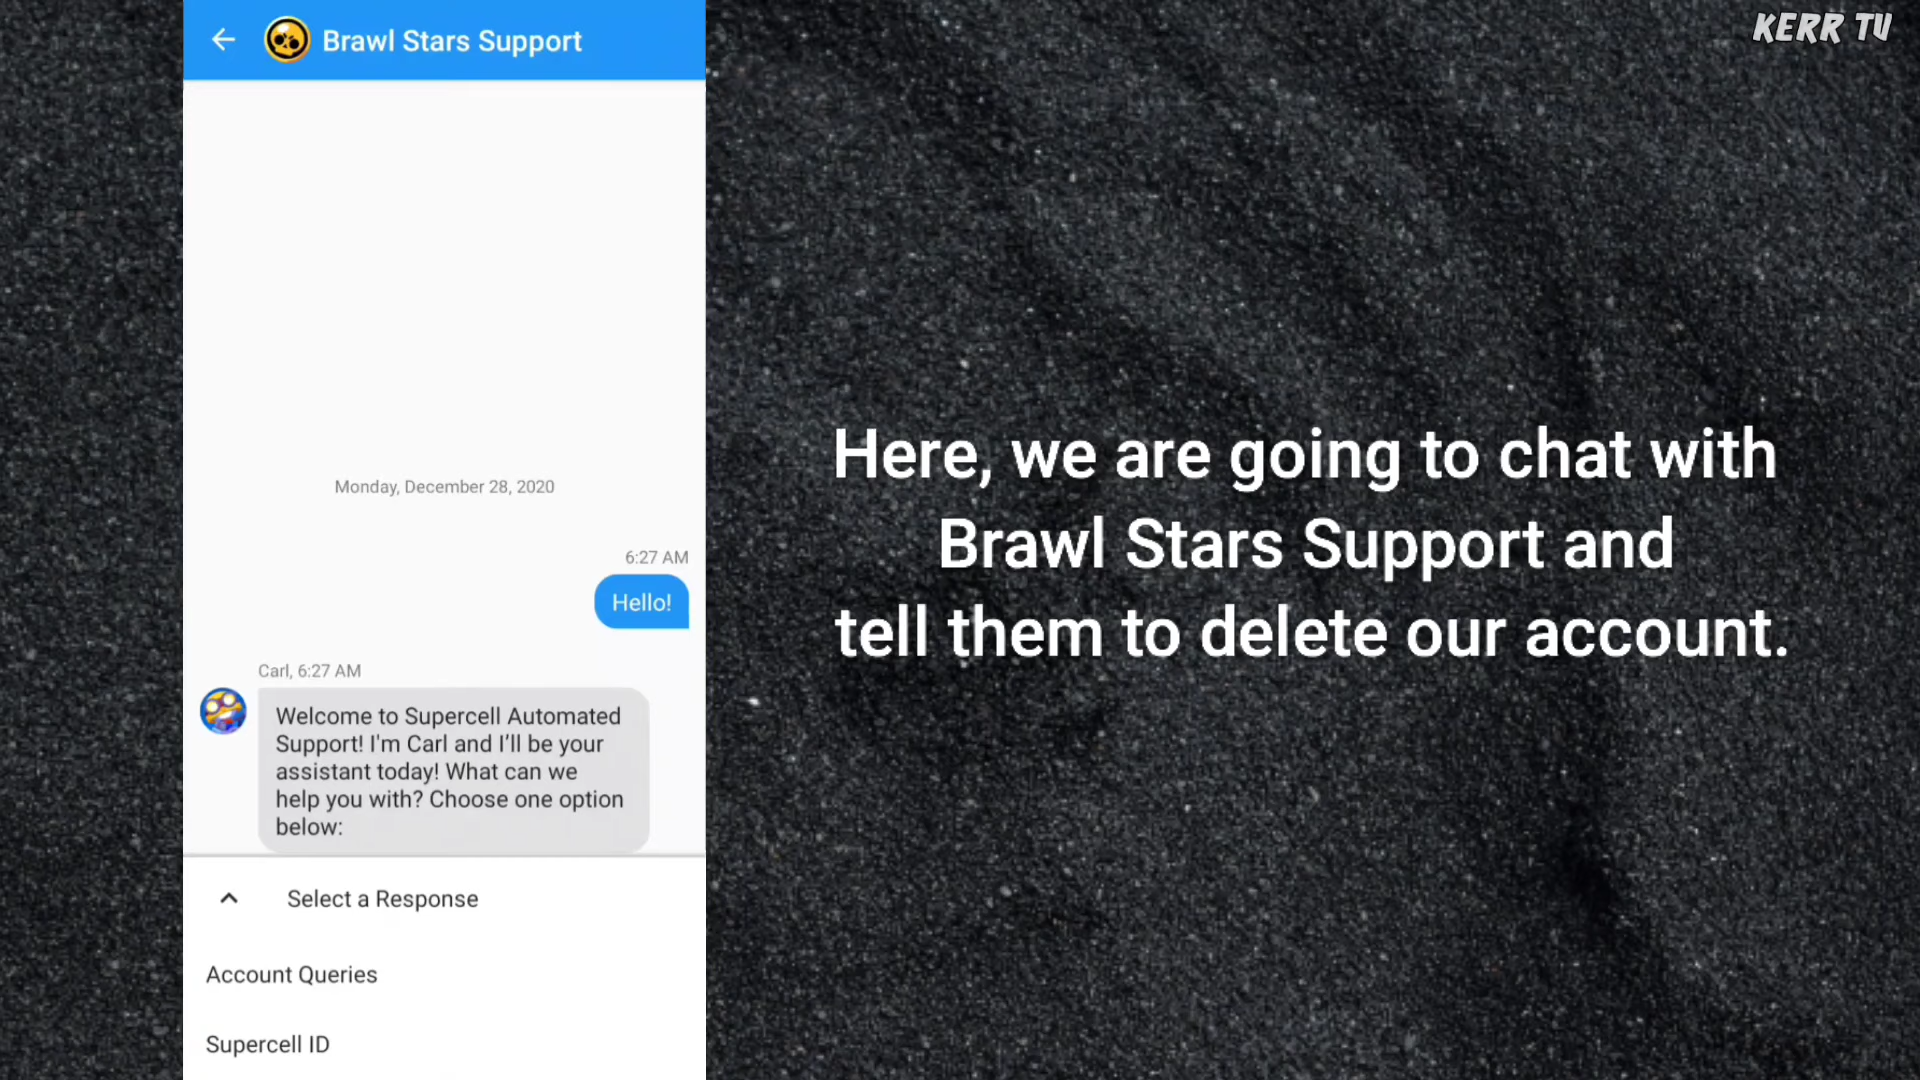 Brawl Stars Support
Monday, December 28, 2020
6:27 AM
Hello!
Carl, 6:27 AM
Welcome to Supercell Automated
Support! I'm Carl and I’ll be your
assistant today! What can we
help you with? Choose one option
below:
Select a Response
Account Queries
Supercell ID
KERR TV
Here, we are going to chat with
Brawl Stars Support and
tell them to delete our account.